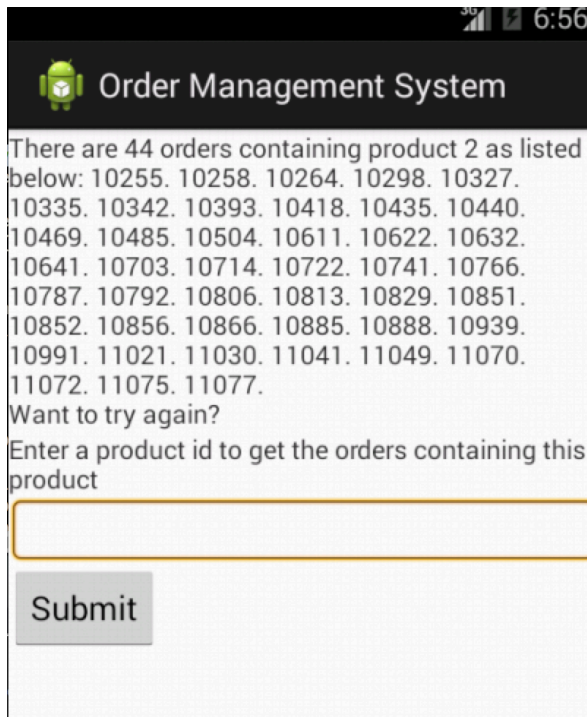 3G 6:56
Order Management System
There are 44 orders containing product 2 as listed
below: 10255. 10258. 10264. 10298. 10327.
10335. 10342. 10393. 10418. 10435. 10440.
10469. 10485. 10504. 10611. 10622. 10632.
10641. 10703. 10714. 10722. 10741. 10766.
10787. 10792. 10806. 10813. 10829. 10851.
10852. 10856. 10866. 10885. 10888. 10939.
10991. 11021. 11030. 11041. 11049. 11070.
11072. 11075. 11077.
Want to try again?
Enter a product id to get the orders containing this
product
Submit